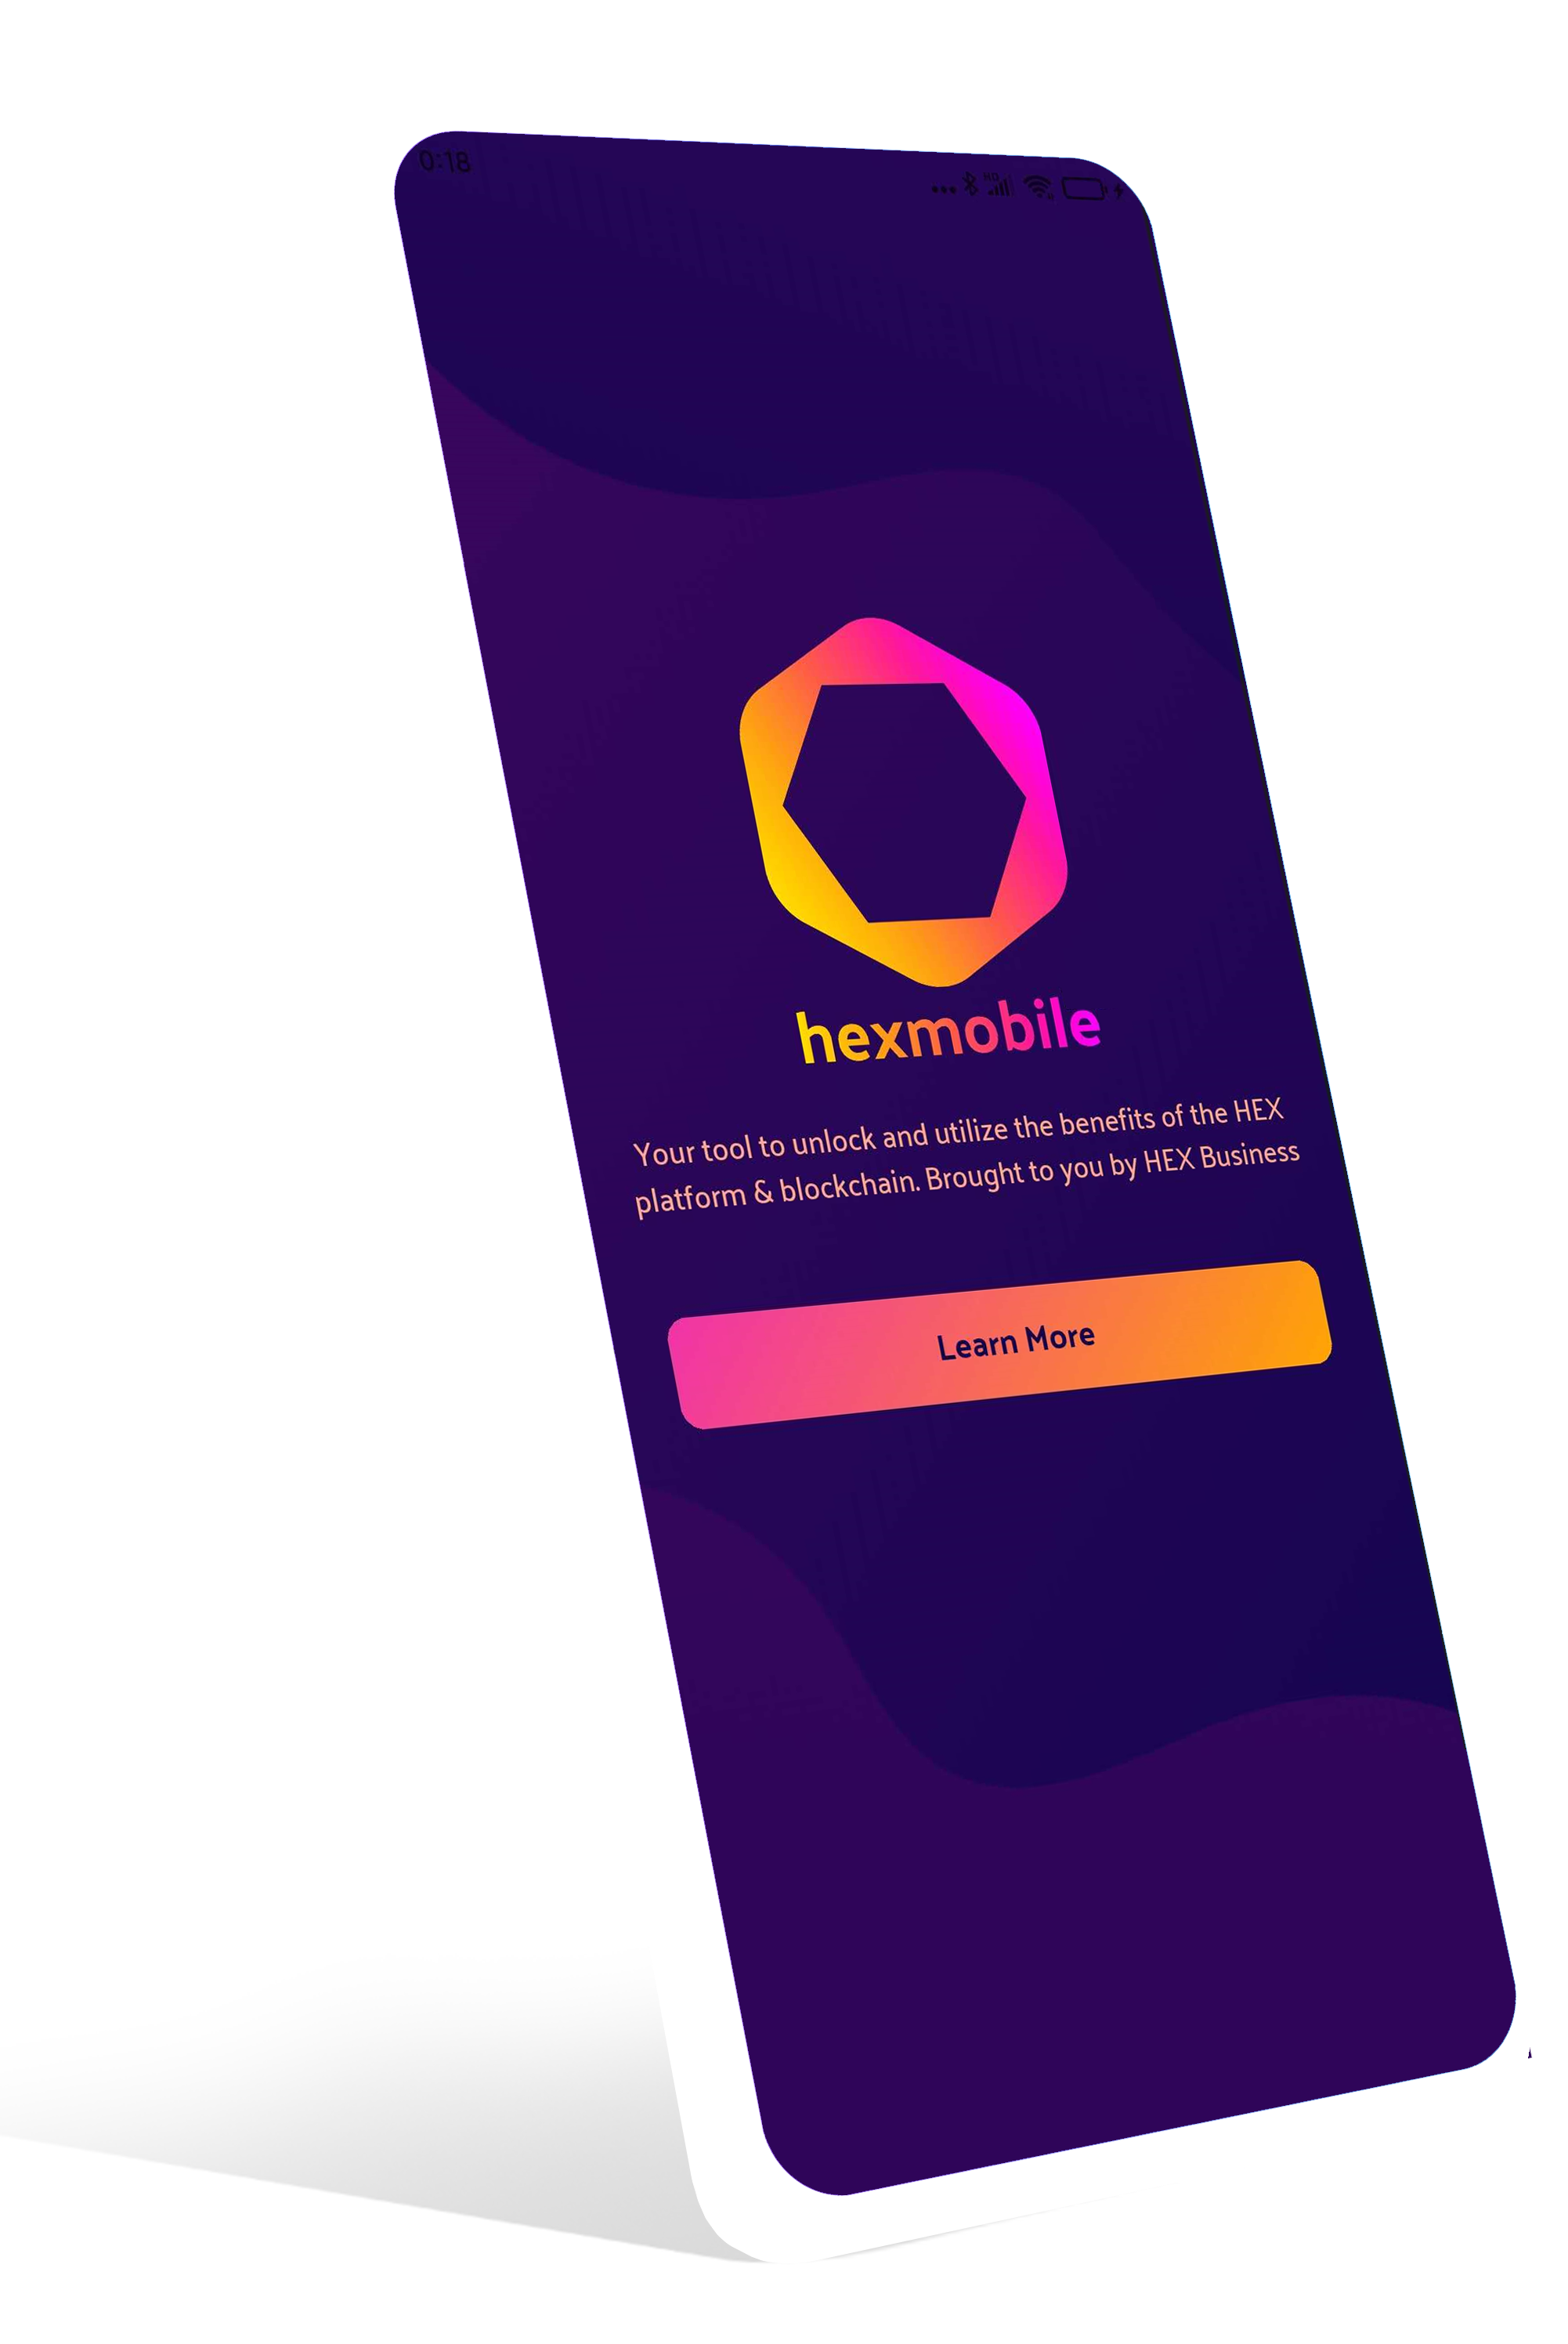 0:18
HD
hexmobile
Your tool to unlock and utilize the benefits of the HEX
platform & blockchain. Brought to you by HEX Business
Learn More